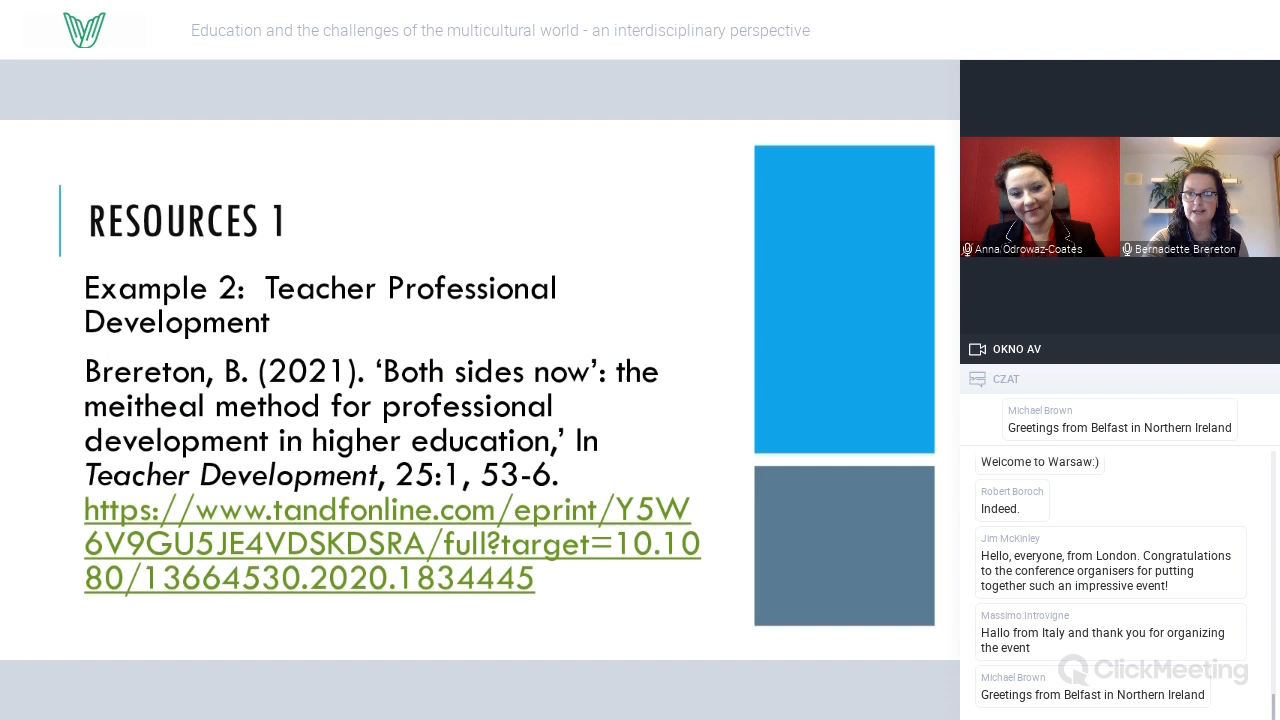 Education and the challenges of the multicultural world - an interdisciplinary perspective
RESOURCES 1
Example 2:  Teacher Professional
Development
Brereton, B. (2021). ‘Both sides now’: the
meitheal method for professional
development in higher education,’ In
Teacher Development, 25:1, 53-6.
https://www.tandfonline.com/eprint/Y5W
6V9GU5JE4VDSKDSRA/full?target=10.10
80/13664530.2020.1834445
Anna Odrowaz-Coates
Bernadette Brereton
OKNO AV
CZAT
Michael Brown
Greetings from Belfast in Northern Ireland
Welcome to Warsaw:)
Robert Boroch
Indeed.
Jim McKinley
Hello, everyone, from London. Congratulations
to the conference organisers for putting
together such an impressive event!
Massimo Introvigne
Hallo from Italy and thank you for organizing
the event
Michael Brown
Greetings from Belfast in Northern Ireland
ClickMeeting